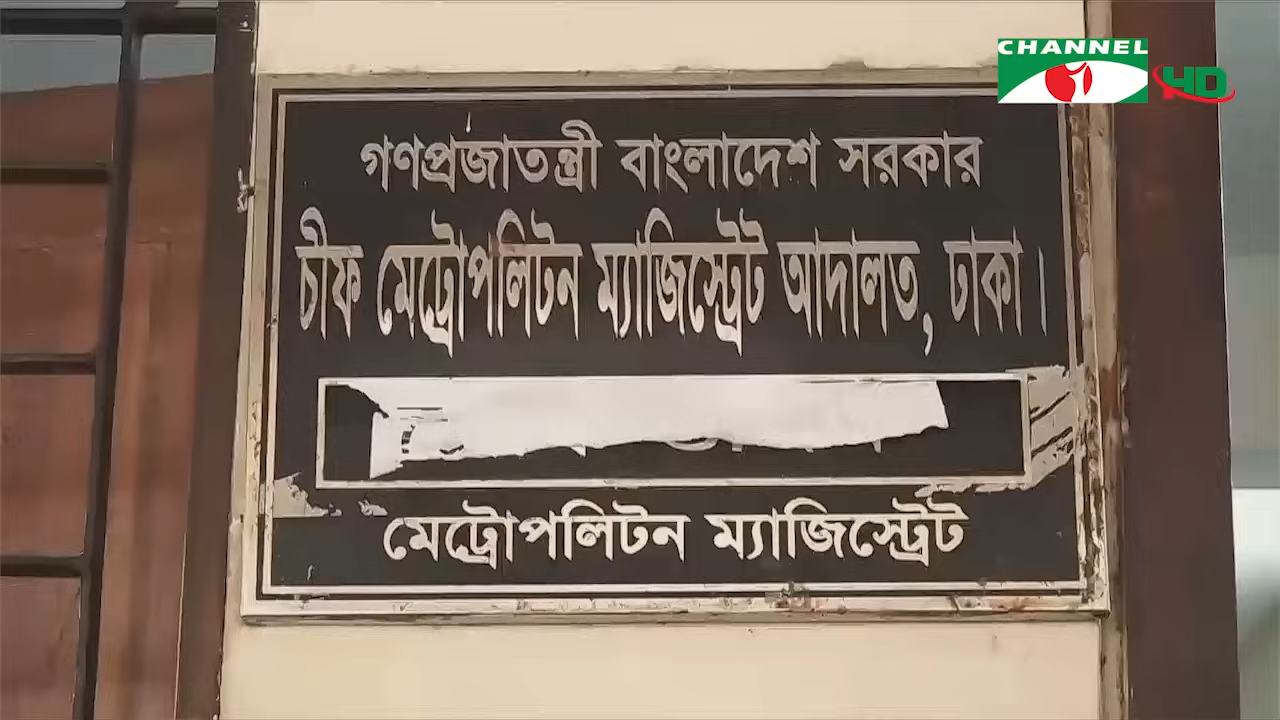 CHANNEL
HD
গণপ্রজাতন্ত্রী বাংলাদেশ সরকার
চীফ মেট্রোপলিটন ম্যাজিস্ট্রেট আদালত, ঢাকা।
মেট্রোপলিটন ম্যাজিস্ট্রেট